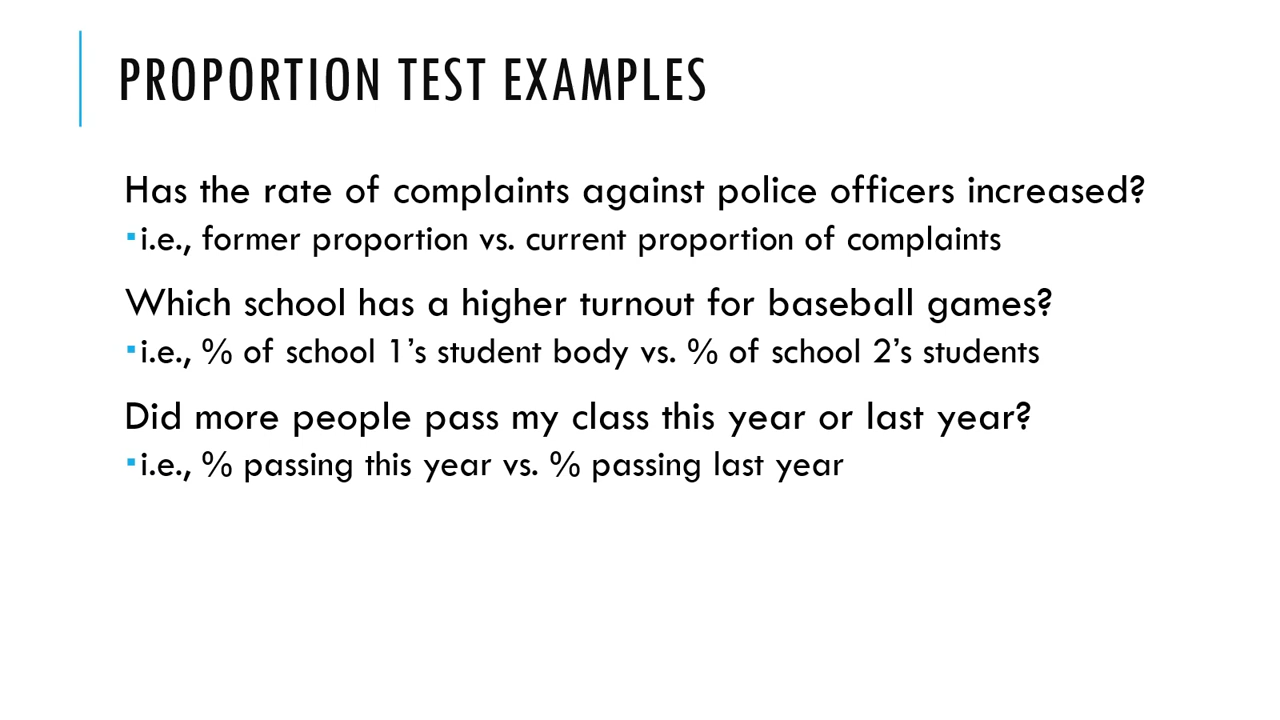 PROPORTION TEST EXAMPLES
Has the rate of complaints against police officers increased?
▪i.e., former proportion vs. current proportion of complaints
Which school has a higher turnout for baseball games?
▪i.e., % of school 1’s student body vs. % of school 2’s students
Did more people pass my class this year or last year?
▪i.e., % passing this year vs. % passing last year